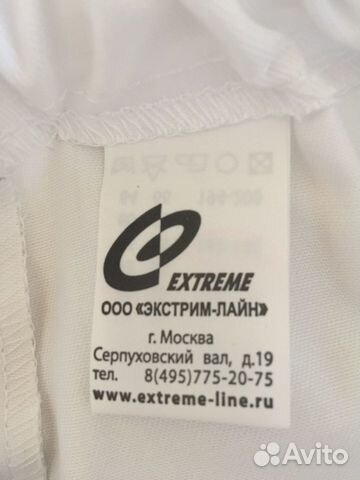 EXTREME
ООО «ЭКСТРИМ-ЛАЙН»
г. Москва
Серпуховский вал, д.19
тел. 8(495)775-20-75
www.extreme-line.ru
Avito